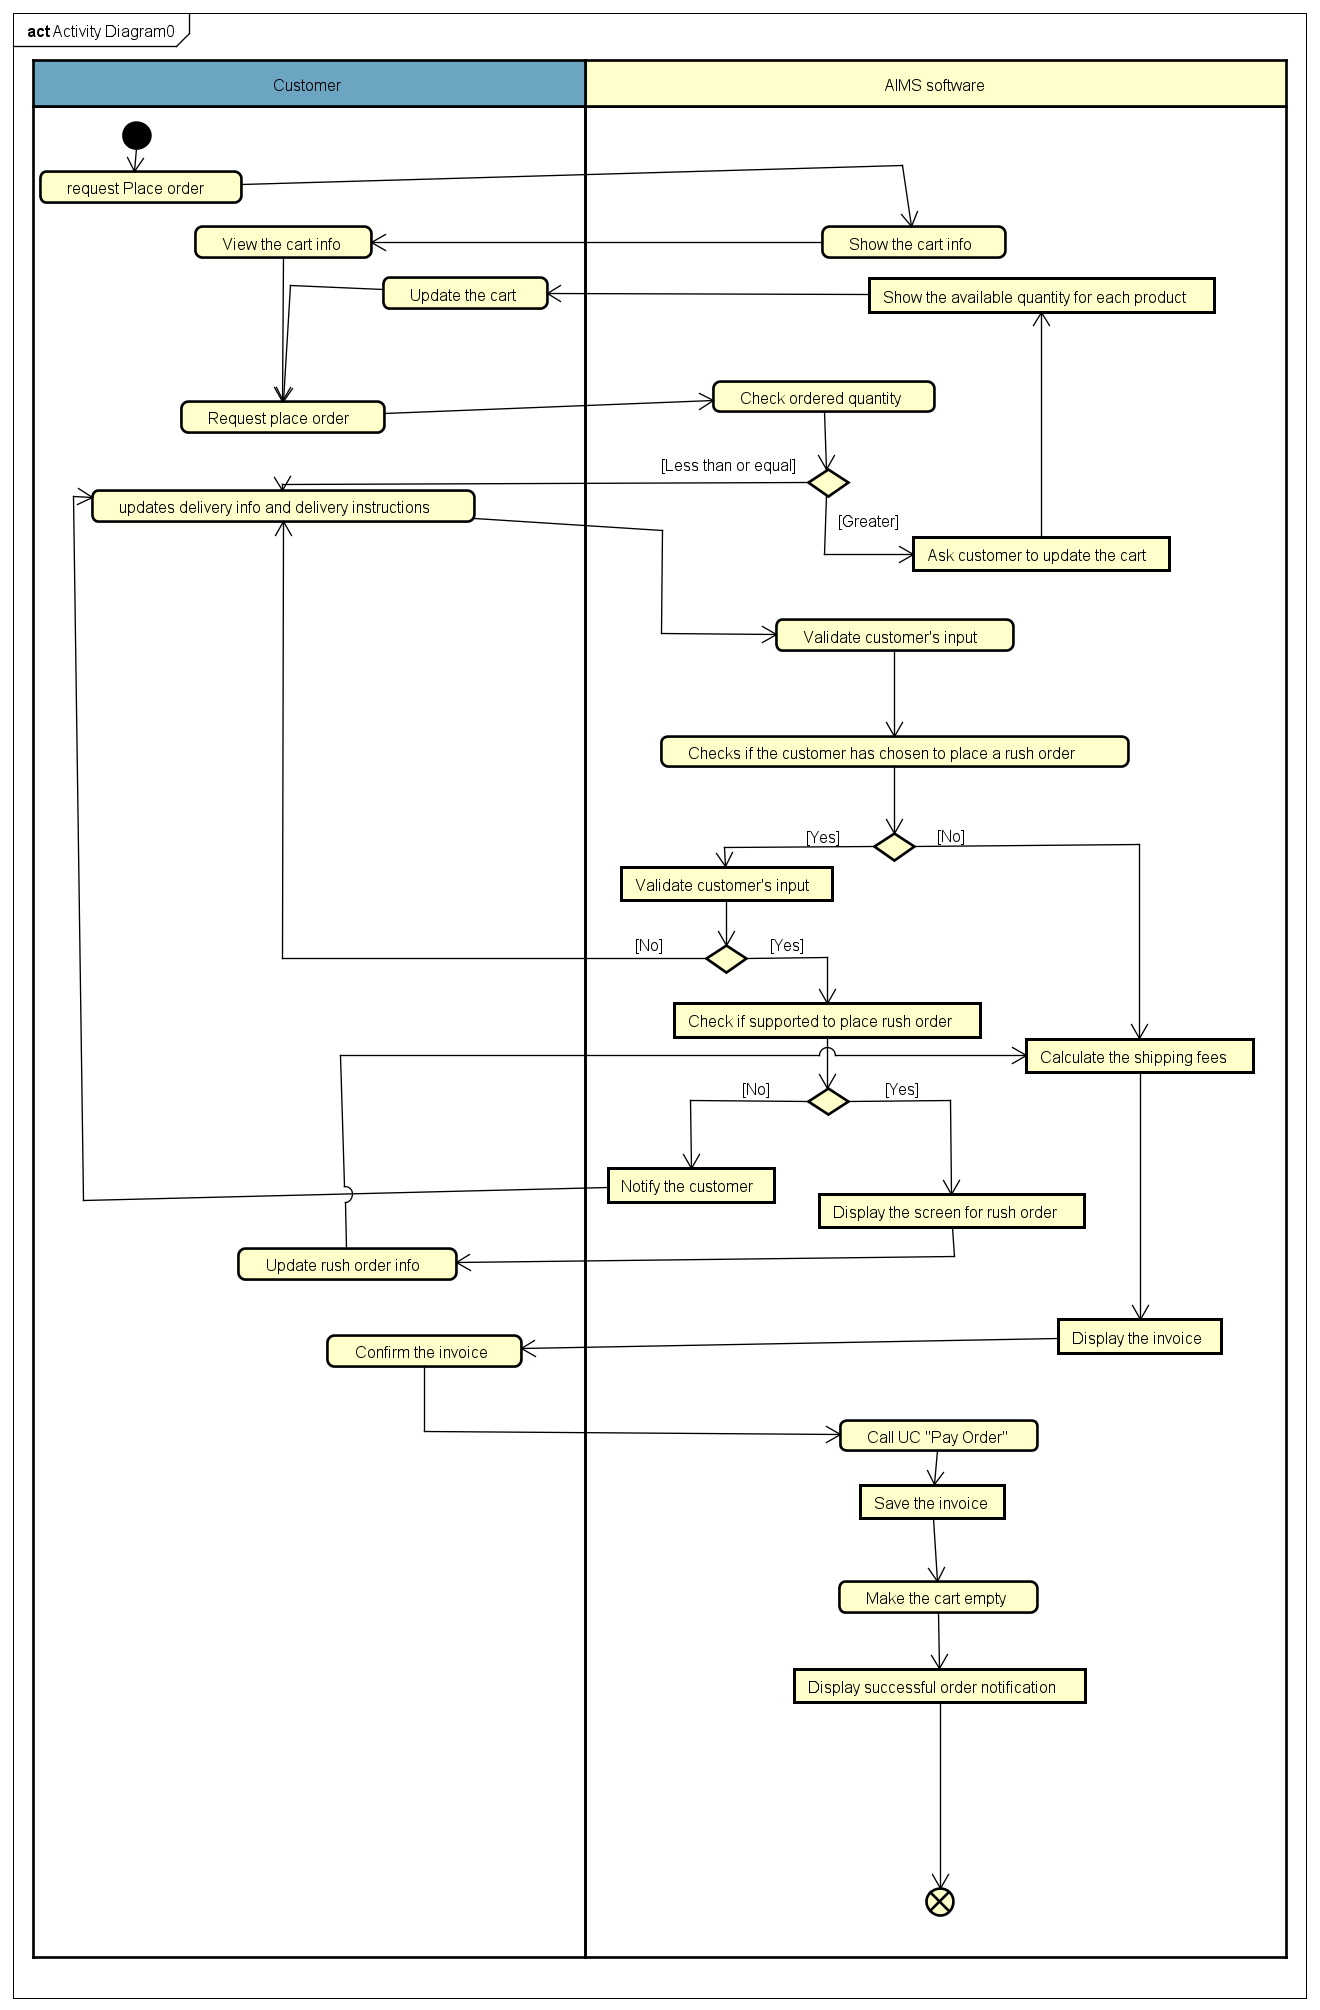 act Activity Diagram0
Customer
AIMS software
request Place order
View the cart info
Show the cart info
Update the cart
Show the available quantity for each product
Check ordered quantity
Request place order
[Less than or equal]
updates delivery info and delivery instructions
[Greater]
Ask customer to update the cart
Validate customer's input
Checks if the customer has chosen to place a rush order
[Yes]
[No]
Validate customer's input
[No]
[Yes]
Check if supported to place rush order
Calculate the shipping fees
[No]
[Yes]
Notify the customer
Display the screen for rush order
Update rush order info
Display the invoice
Confirm the invoice
Call UC "Pay Order"
Save the invoice
Make the cart empty
Display successful order notification